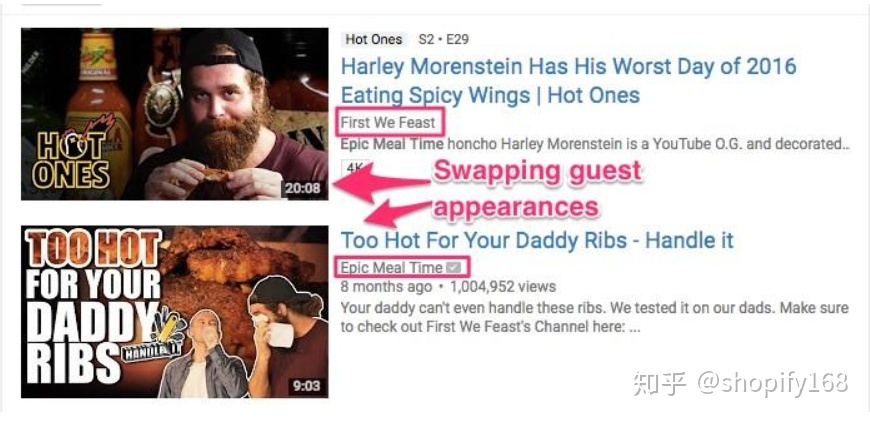 Hot Ones S2 • E29
Harley Morenstein Has His Worst Day of 2016
Eating Spicy Wings | Hot Ones
First We Feast
Epic Meal Time honcho Harley Morenstein is a YouTube O.G. and decorated..
4K
HOT
ONES
20:08
Swapping guest
appearances
Too Hot For Your Daddy Ribs - Handle it
Epic Meal Time
8 months ago • 1,004,952 views
Your daddy can't even handle these ribs. We tested it on our dads. Make sure
to check out First We Feast's Channel here: ...
TOO HOT
FOR YOUR
DADDY
RIBS
HANDLE IT
9:03
知乎 @shopify168